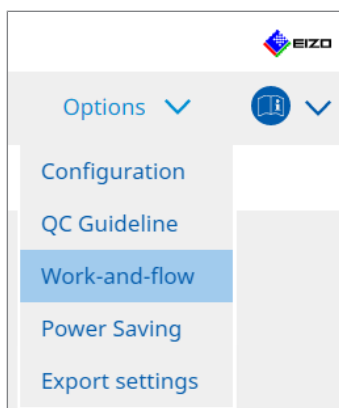 EIZO
Options
Configuration
QC Guideline
Work-and-flow
Power Saving
Export settings